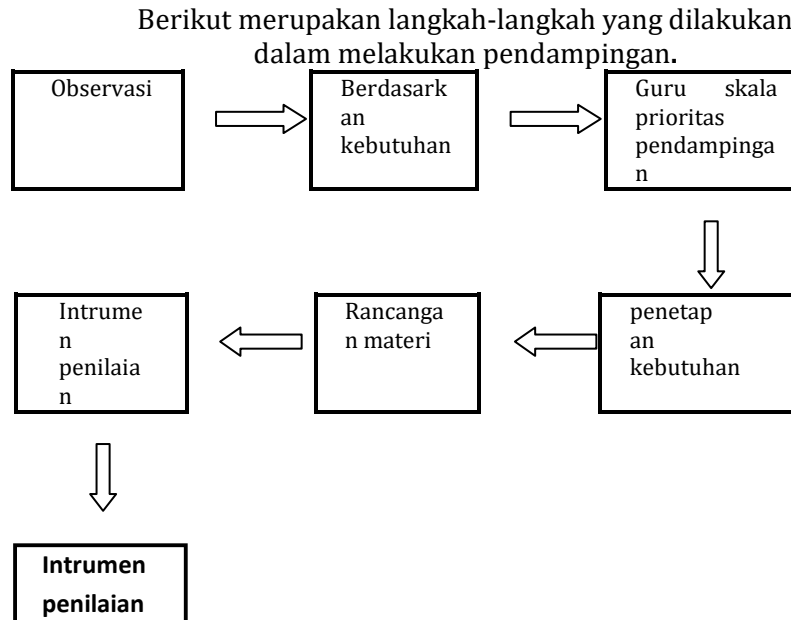 Berikut merupakan langkah-langkah yang dilakukan
dalam melakukan pendampingan.
Observasi
Berdasark
an
kebutuhan
Guru skala
prioritas
pendampinga
n
penetap
an
kebutuhan
Rancanga
n materi
Intrume
n
penilaia
n
Intrumen
penilaian